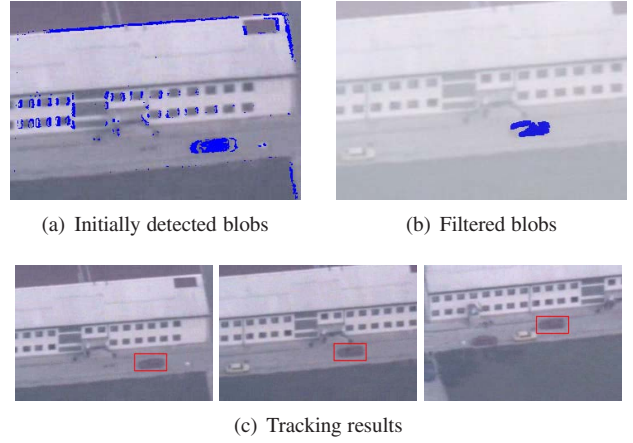 (a) Initially detected blobs
(b) Filtered blobs
(c) Tracking results